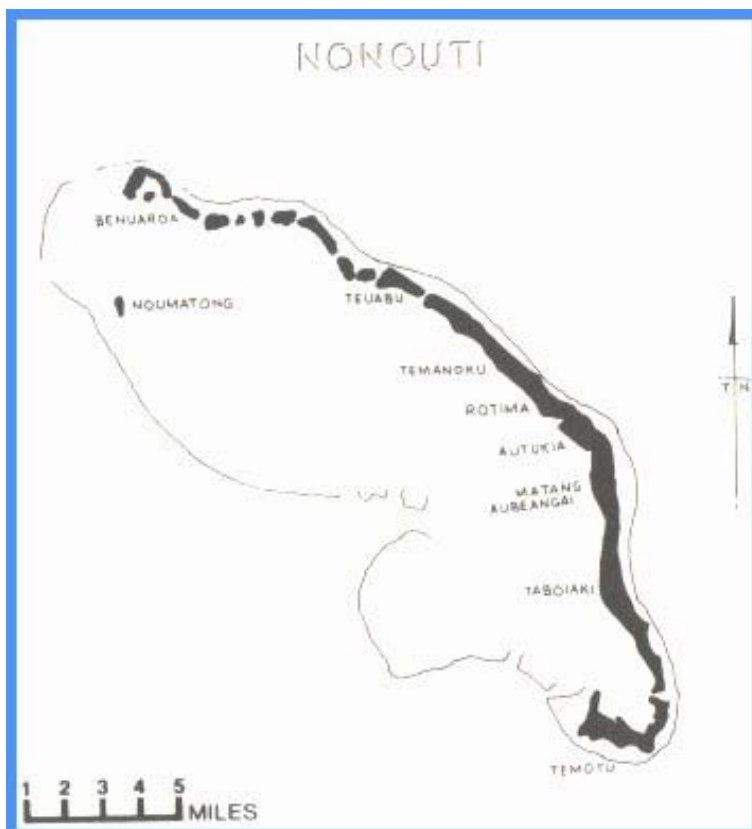 NONOUTI
BENUAROA
NOUMATONG
TEUABU
TEMANOKU
ROTIMA
AUTUKIA
MATANG
AUBEANGAI
TABOIAKI
TEMOTU
T N
1 2 3 4 5
MILES